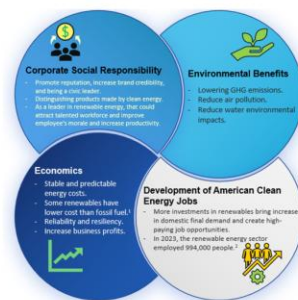 Corporate Social Responsibility
- Promote reputation, increase brand credibility,
and being a civic leader.
- Distinguishing products made by clean energy.
- As a leader in renewable energy, that could
attract talented workforce and improve
employee's morale and increase productivity.
Environmental Benefits
- Lowering GHG emissions.
- Reduce air pollution.
- Reduce water environmental
impacts.
Economics
- Stable and predictable
energy costs.
- Some renewables have
lower cost than fossil fuel.¹
- Reliability and resiliency.
- Increase business profits.
Development of American Clean
Energy Jobs
- More investments in renewables bring increase
in domestic final demand and create high-
paying job opportunities.
- In 2023, the renewable energy sector
employed 994,000 people.²